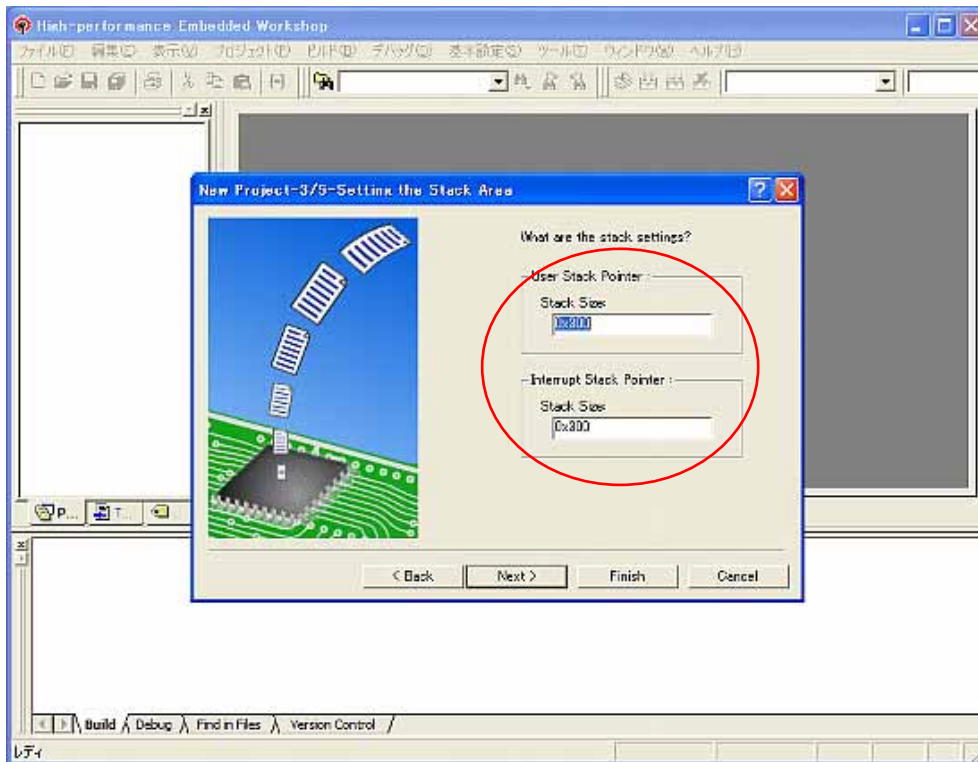 High-performance Embedded Workshop
ファイル(F) 編集(E) 表示(V) プロジェクト(P) ビルド(B) デバッグ(D) 基本設定(S) ツール(T) ウィンドウ(W) ヘルプ(H)
New Project-3/5-Setting the Stack Area
What are the stack settings?
User Stack Pointer :
Stack Size:
0x300
Interrupt Stack Pointer :
Stack Size:
0x300
P... T...
< Back Next > Finish Cancel
Build Debug Find in Files Version Control
レディ